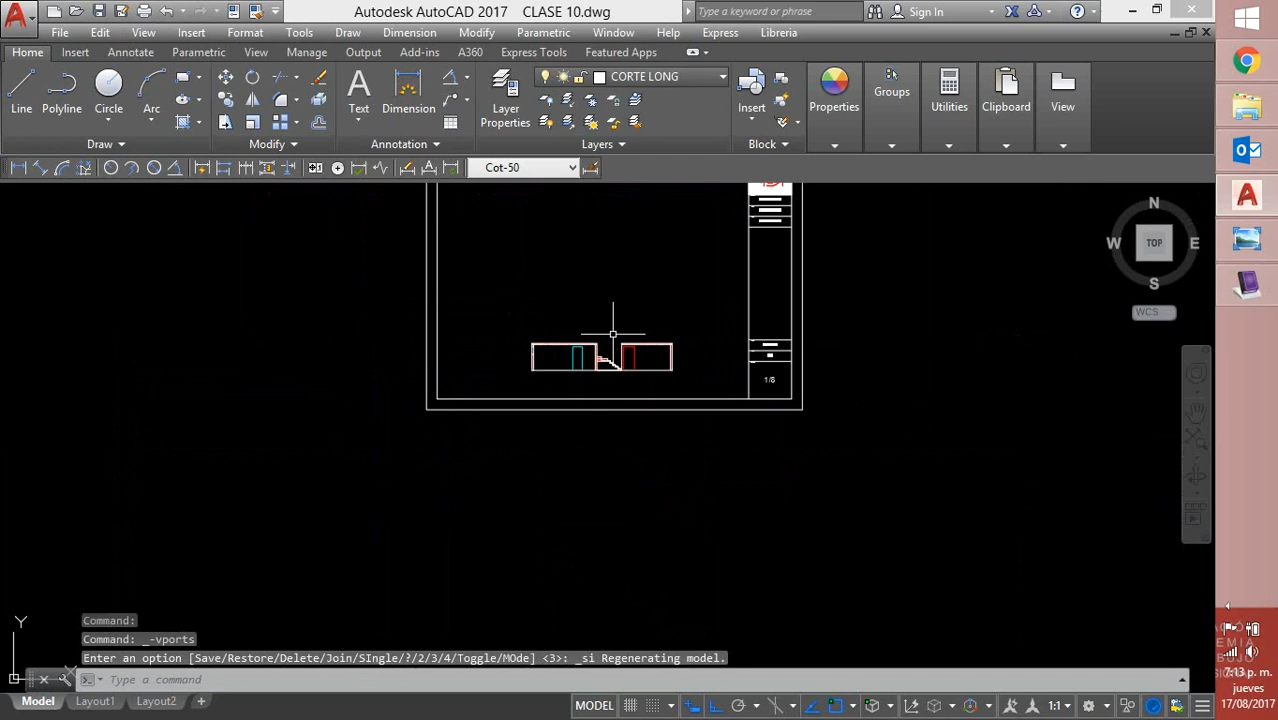 Autodesk AutoCAD 2017 CLASE 10.dwg
Type a keyword or phrase
Sign In
File Edit View Insert Format Tools Draw Dimension Modify Parametric Window Help Express Libreria
Home Insert Annotate Parametric View Manage Output Add-ins A360 Express Tools Featured Apps
CORTE LONG
Line Polyline Circle Arc Text Dimension Layer Properties Insert Properties Groups Utilities Clipboard View
Draw Modify Annotation Layers Block
Cot-50
N
W TOP E
S
WCS
1/8
Command:
Command: _-vports
Enter an option [Save/Restore/Delete/Join/SIngle/?/2/3/4/Toggle/MOde] <3>: _si Regenerating model.
Y
X
Type a command
Model Layout1 Layout2 +
MODEL 1:1
7:13 p. m.
jueves
17/08/2017